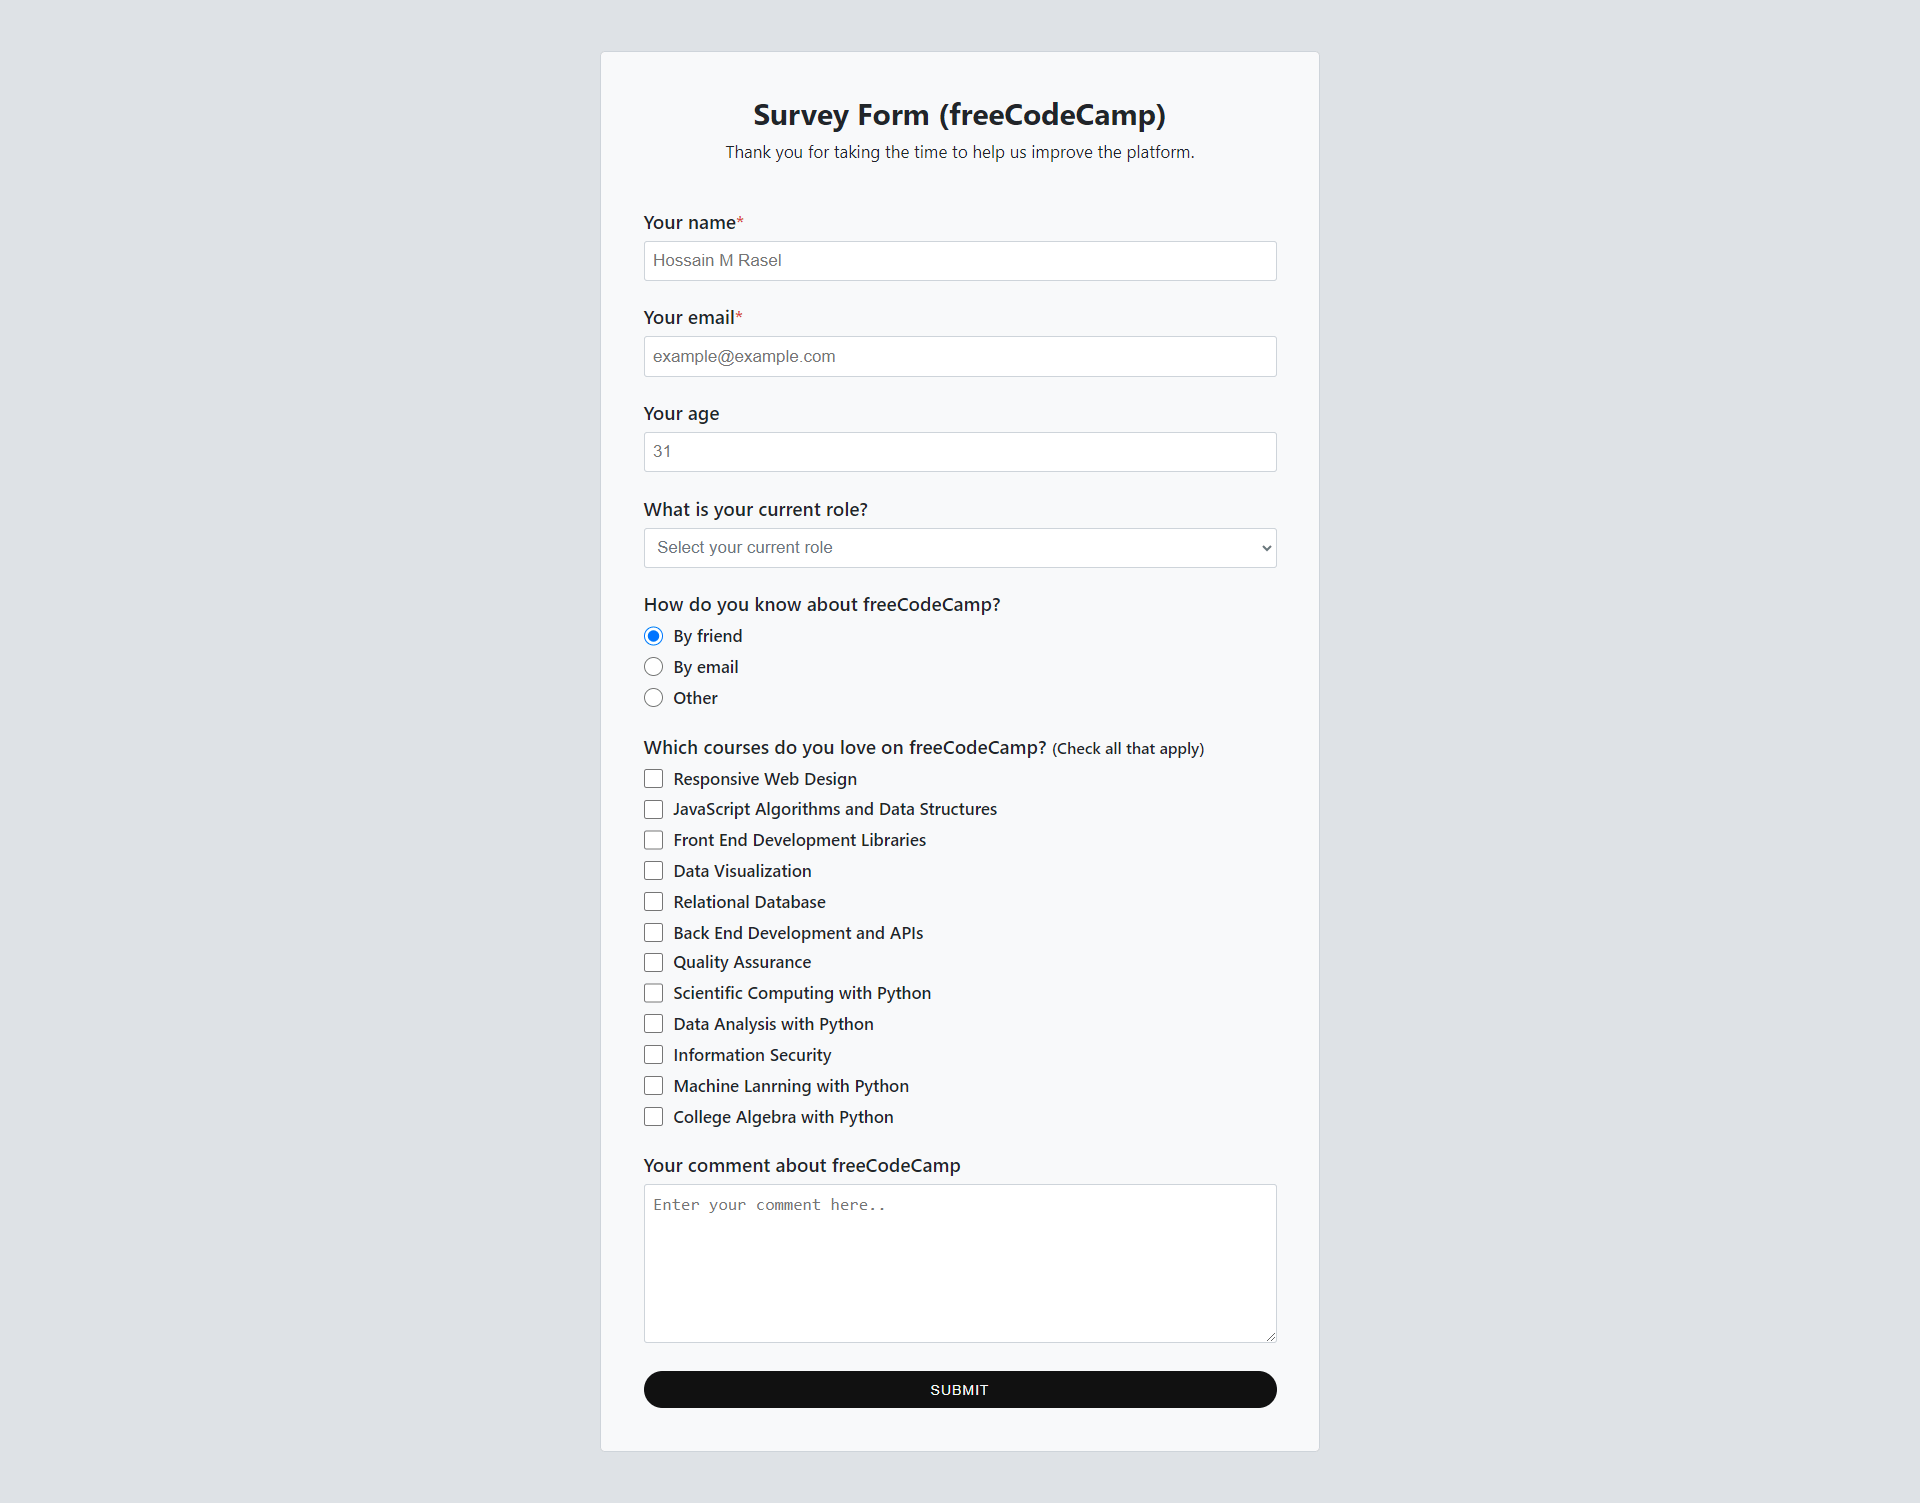 Survey Form (freeCodeCamp)
Thank you for taking the time to help us improve the platform.
Your name*
Hossain M Rasel
Your email*
example@example.com
Your age
31
What is your current role?
Select your current role
How do you know about freeCodeCamp?
By friend
By email
Other
Which courses do you love on freeCodeCamp? (Check all that apply)
Responsive Web Design
JavaScript Algorithms and Data Structures
Front End Development Libraries
Data Visualization
Relational Database
Back End Development and APIs
Quality Assurance
Scientific Computing with Python
Data Analysis with Python
Information Security
Machine Lanrning with Python
College Algebra with Python
Your comment about freeCodeCamp
Enter your comment here..
SUBMIT